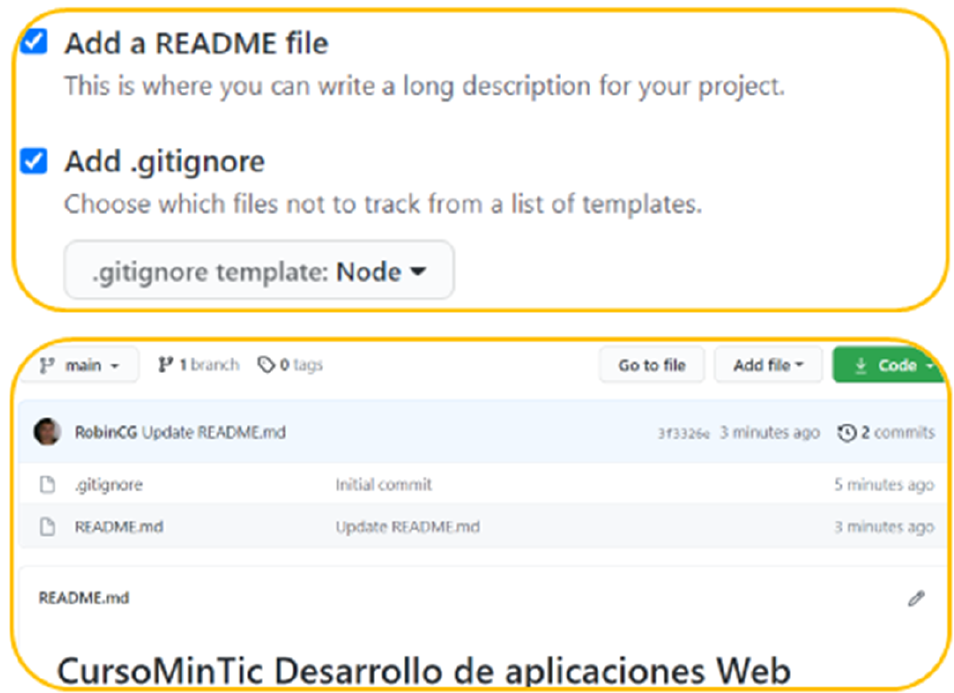 Add a README file
This is where you can write a long description for your project.
Add .gitignore
Choose which files not to track from a list of templates.
.gitignore template: Node
main 1 branch 0 tags Go to file Add file Code
RobinCG Update README.md 3f3326e 3 minutes ago 2 commits
.gitignore Initial commit 5 minutes ago
README.md Update README.md 3 minutes ago
README.md
CursoMinTic Desarrollo de aplicaciones Web